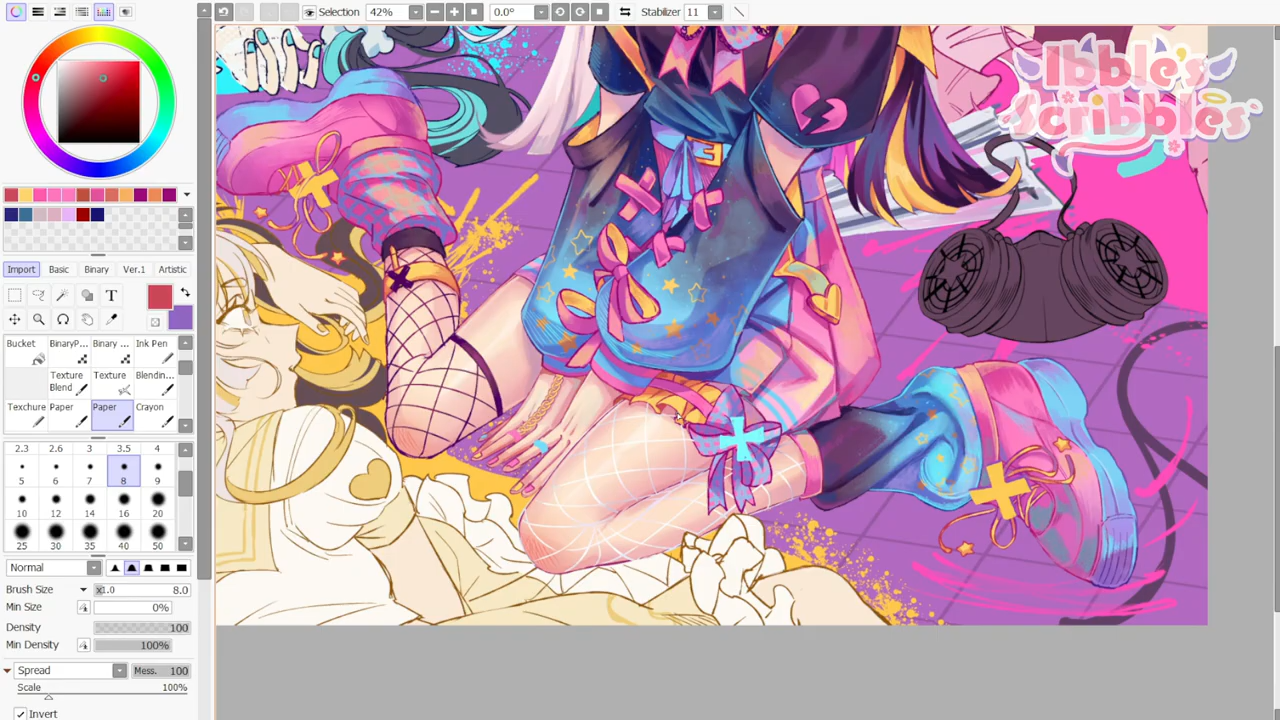 Selection 42% 0.0° Stabilizer 11
Ibble's
Scribbles
Import Basic Binary Ver.1 Artistic
T
Bucket BinaryP... Binary ... Ink Pen
Texture Blend Texture Blendin...
Texchure Paper Paper Crayon
2.3 2.6 3 3.5 4
5 6 7 8 9
10 12 14 16 20
25 30 35 40 50
Normal
Brush Size x1.0 8.0
Min Size 0%
Density 100
Min Density 100%
Spread Mess. 100
Scale 100%
Invert